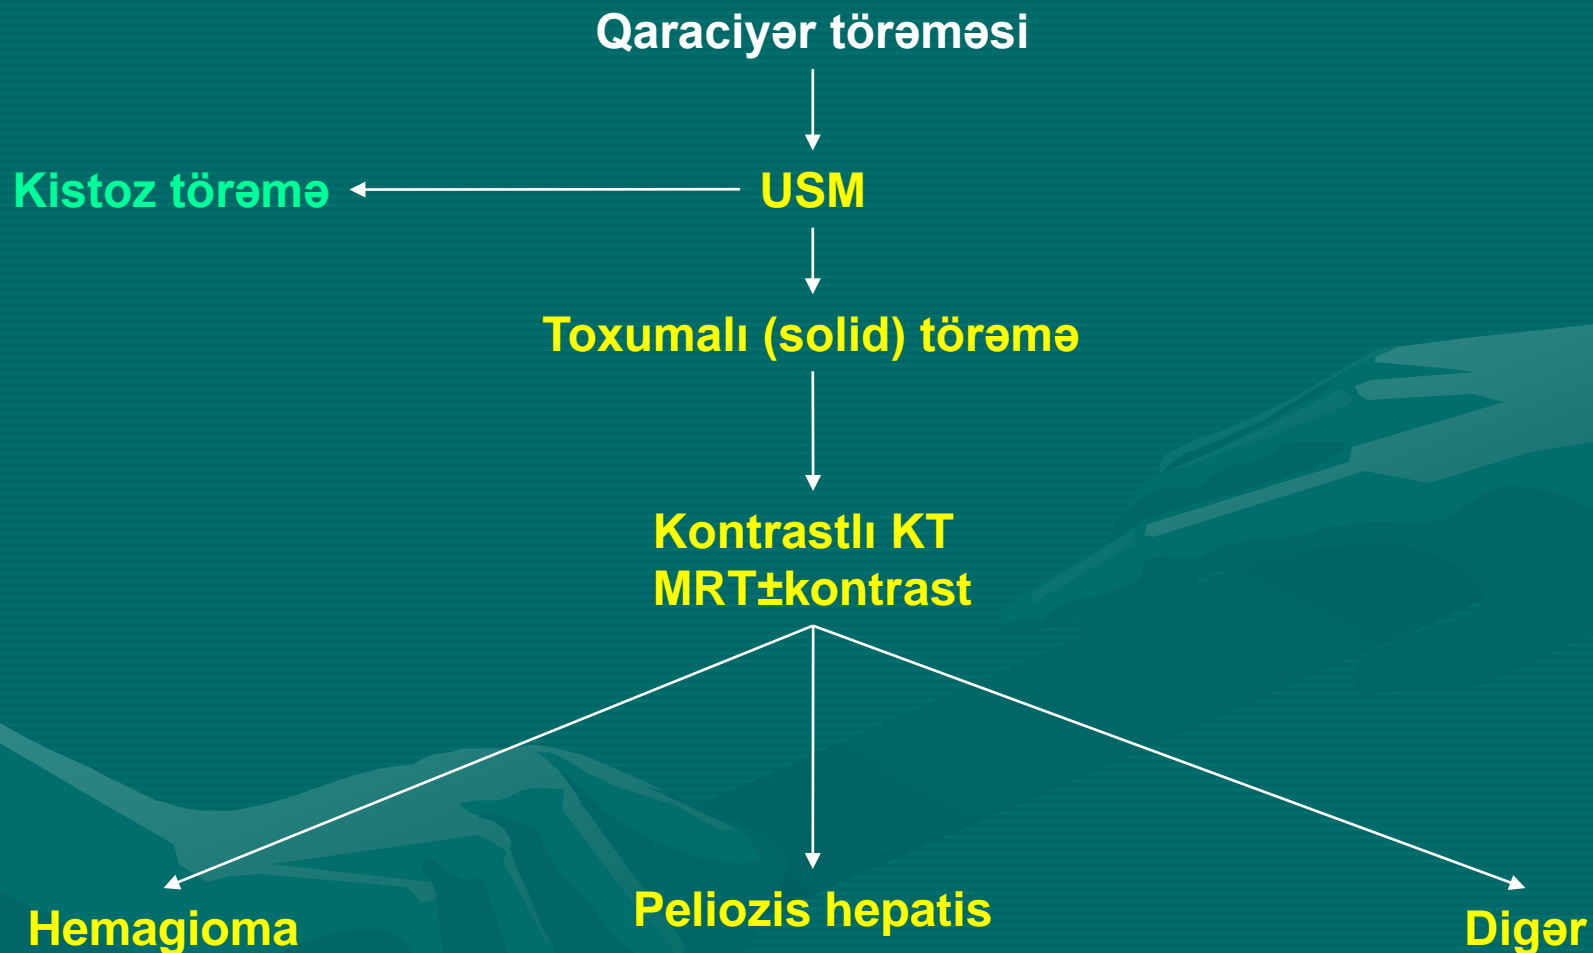 Qaraciyər törəməsi
Kistoz törəmə
USM
Toxumalı (solid) törəmə
Kontrastlı KT
MRT±kontrast
Hemagioma
Peliozis hepatis
Digər